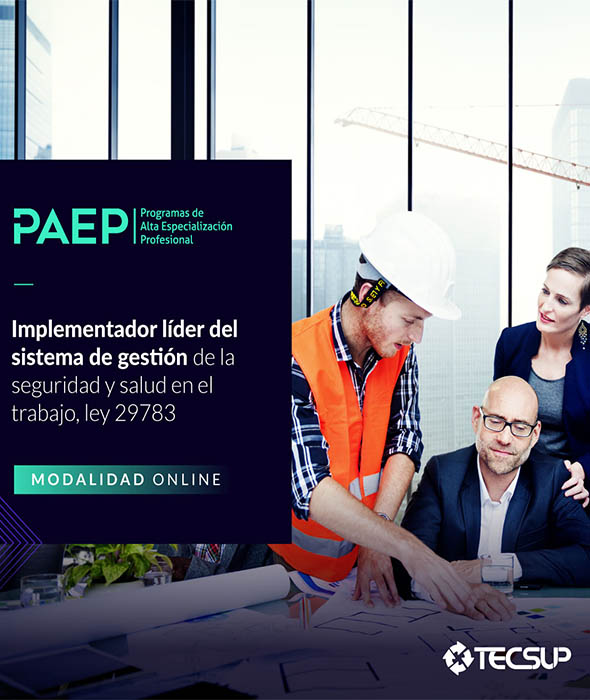 PAEP
Programas de
Alta Especialización
Profesional
Implementador líder del
sistema de gestión de la
seguridad y salud en el
trabajo, ley 29783
MODALIDAD ONLINE
TECSUP